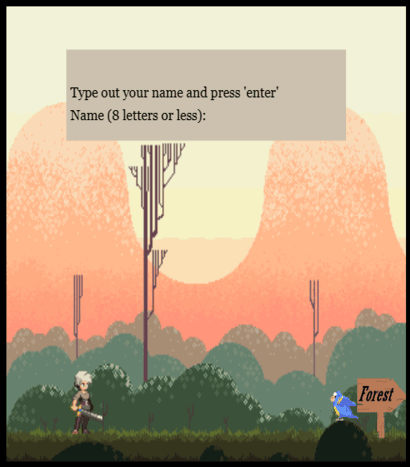 Type out your name and press 'enter'
Name (8 letters or less):
Forest